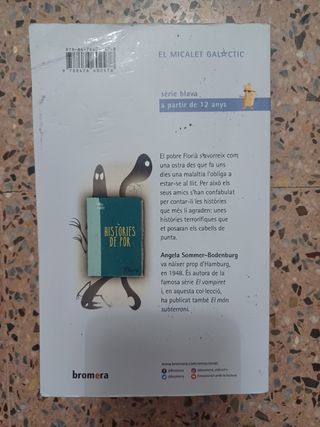 EL MICALET GALÀCTIC
sèrie blava
a partir de 12 anys
El pobre Florià s'avorreix com
una ostra des que fa uns
dies una malaltia l'obliga a
estar-se al llit. Per això els
seus amics s'han confabulat
per contar-li les històries
que més li agraden: unes
històries terrorífiques que
et posaran els cabells de
punta.
HISTÒRIES
DE POR
Angela Sommer-Bodenburg
va nàixer prop d'Hamburg,
en 1948. És autora de la
famosa sèrie El vampiret
i, en aquesta col·lecció,
ha publicat també El món
subterrani.
bromera